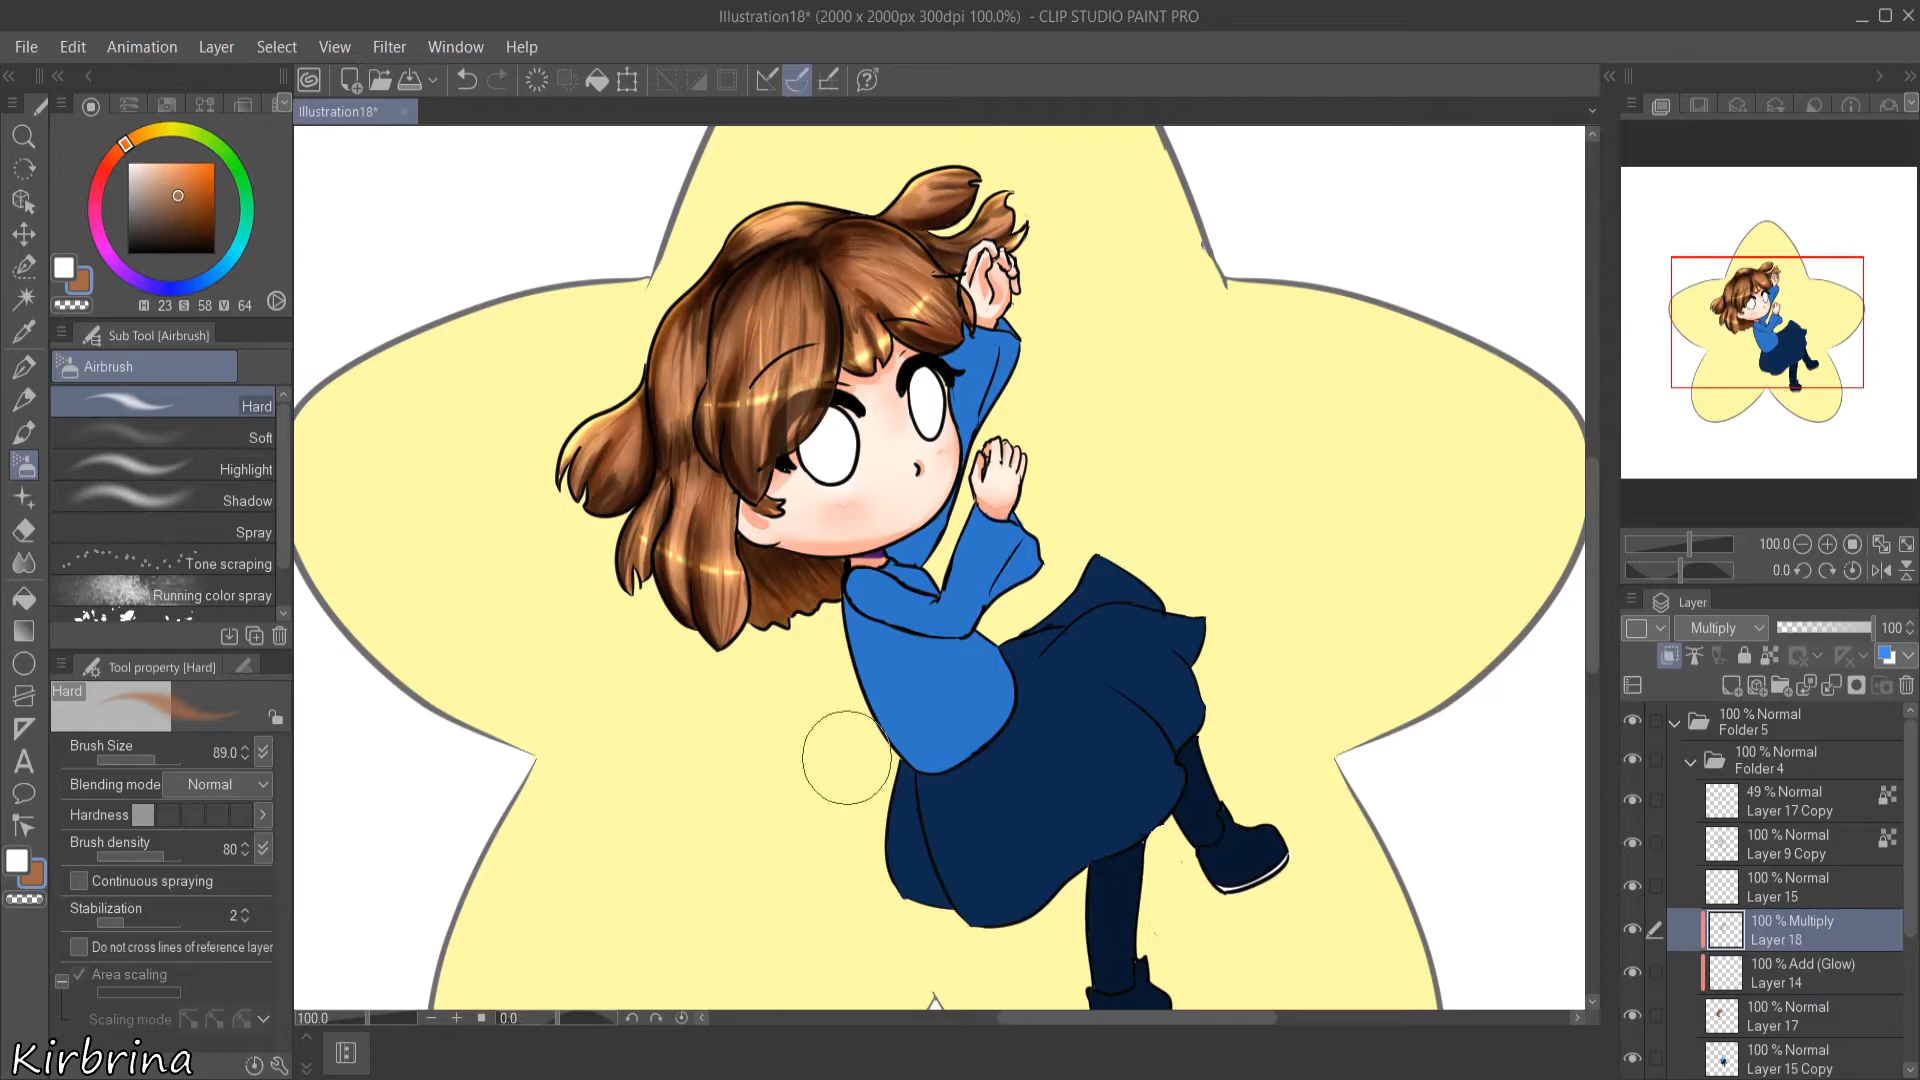 Illustration18* (2000 x 2000px 300dpi 100.0%) - CLIP STUDIO PAINT PRO
File Edit Animation Layer Select View Filter Window Help
Illustration18*
H 23 S 58 V 64
Sub Tool [Airbrush]
Airbrush
Hard
Soft
Highlight
Shadow
Spray
Tone scraping
Running color spray
Tool property [Hard]
Hard
Brush Size 89.0
Blending mode Normal
Hardness
Brush density 80
Continuous spraying
Stabilization 2
Do not cross lines of reference layer
Area scaling
Scaling mode
Kirbrina
100.0 0.0
100.0
0.0
Layer
Multiply 100
100 % Normal
Folder 5
100 % Normal
Folder 4
49 % Normal
Layer 17 Copy
100 % Normal
Layer 9 Copy
100 % Normal
Layer 15
100 % Multiply
Layer 18
100 % Add (Glow)
Layer 14
100 % Normal
Layer 17
100 % Normal
Layer 15 Copy